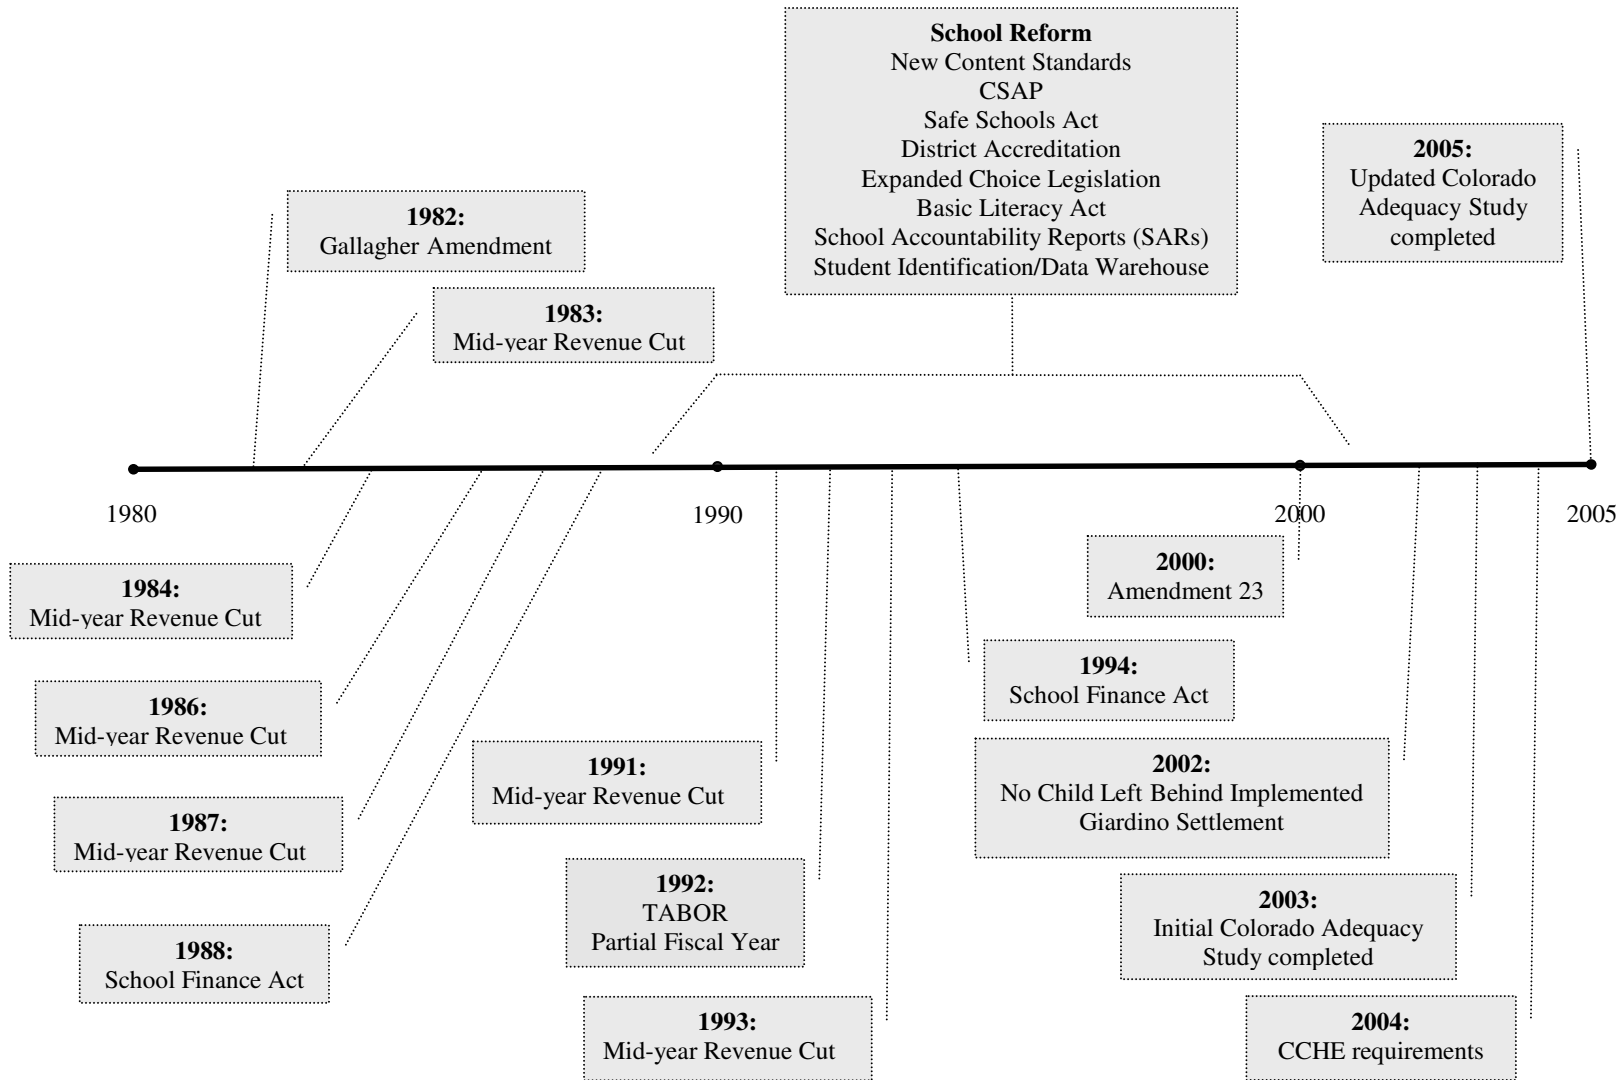 School Reform
New Content Standards
CSAP
Safe Schools Act
District Accreditation
Expanded Choice Legislation
Basic Literacy Act
School Accountability Reports (SARs)
Student Identification/Data Warehouse
2005:
Updated Colorado
Adequacy Study
completed
1982:
Gallagher Amendment
1983:
Mid-year Revenue Cut
1980
1990
2000
2005
1984:
Mid-year Revenue Cut
1986:
Mid-year Revenue Cut
1987:
Mid-year Revenue Cut
1988:
School Finance Act
1991:
Mid-year Revenue Cut
1992:
TABOR
Partial Fiscal Year
1993:
Mid-year Revenue Cut
2000:
Amendment 23
1994:
School Finance Act
2002:
No Child Left Behind Implemented
Giardino Settlement
2003:
Initial Colorado Adequacy
Study completed
2004:
CCHE requirements